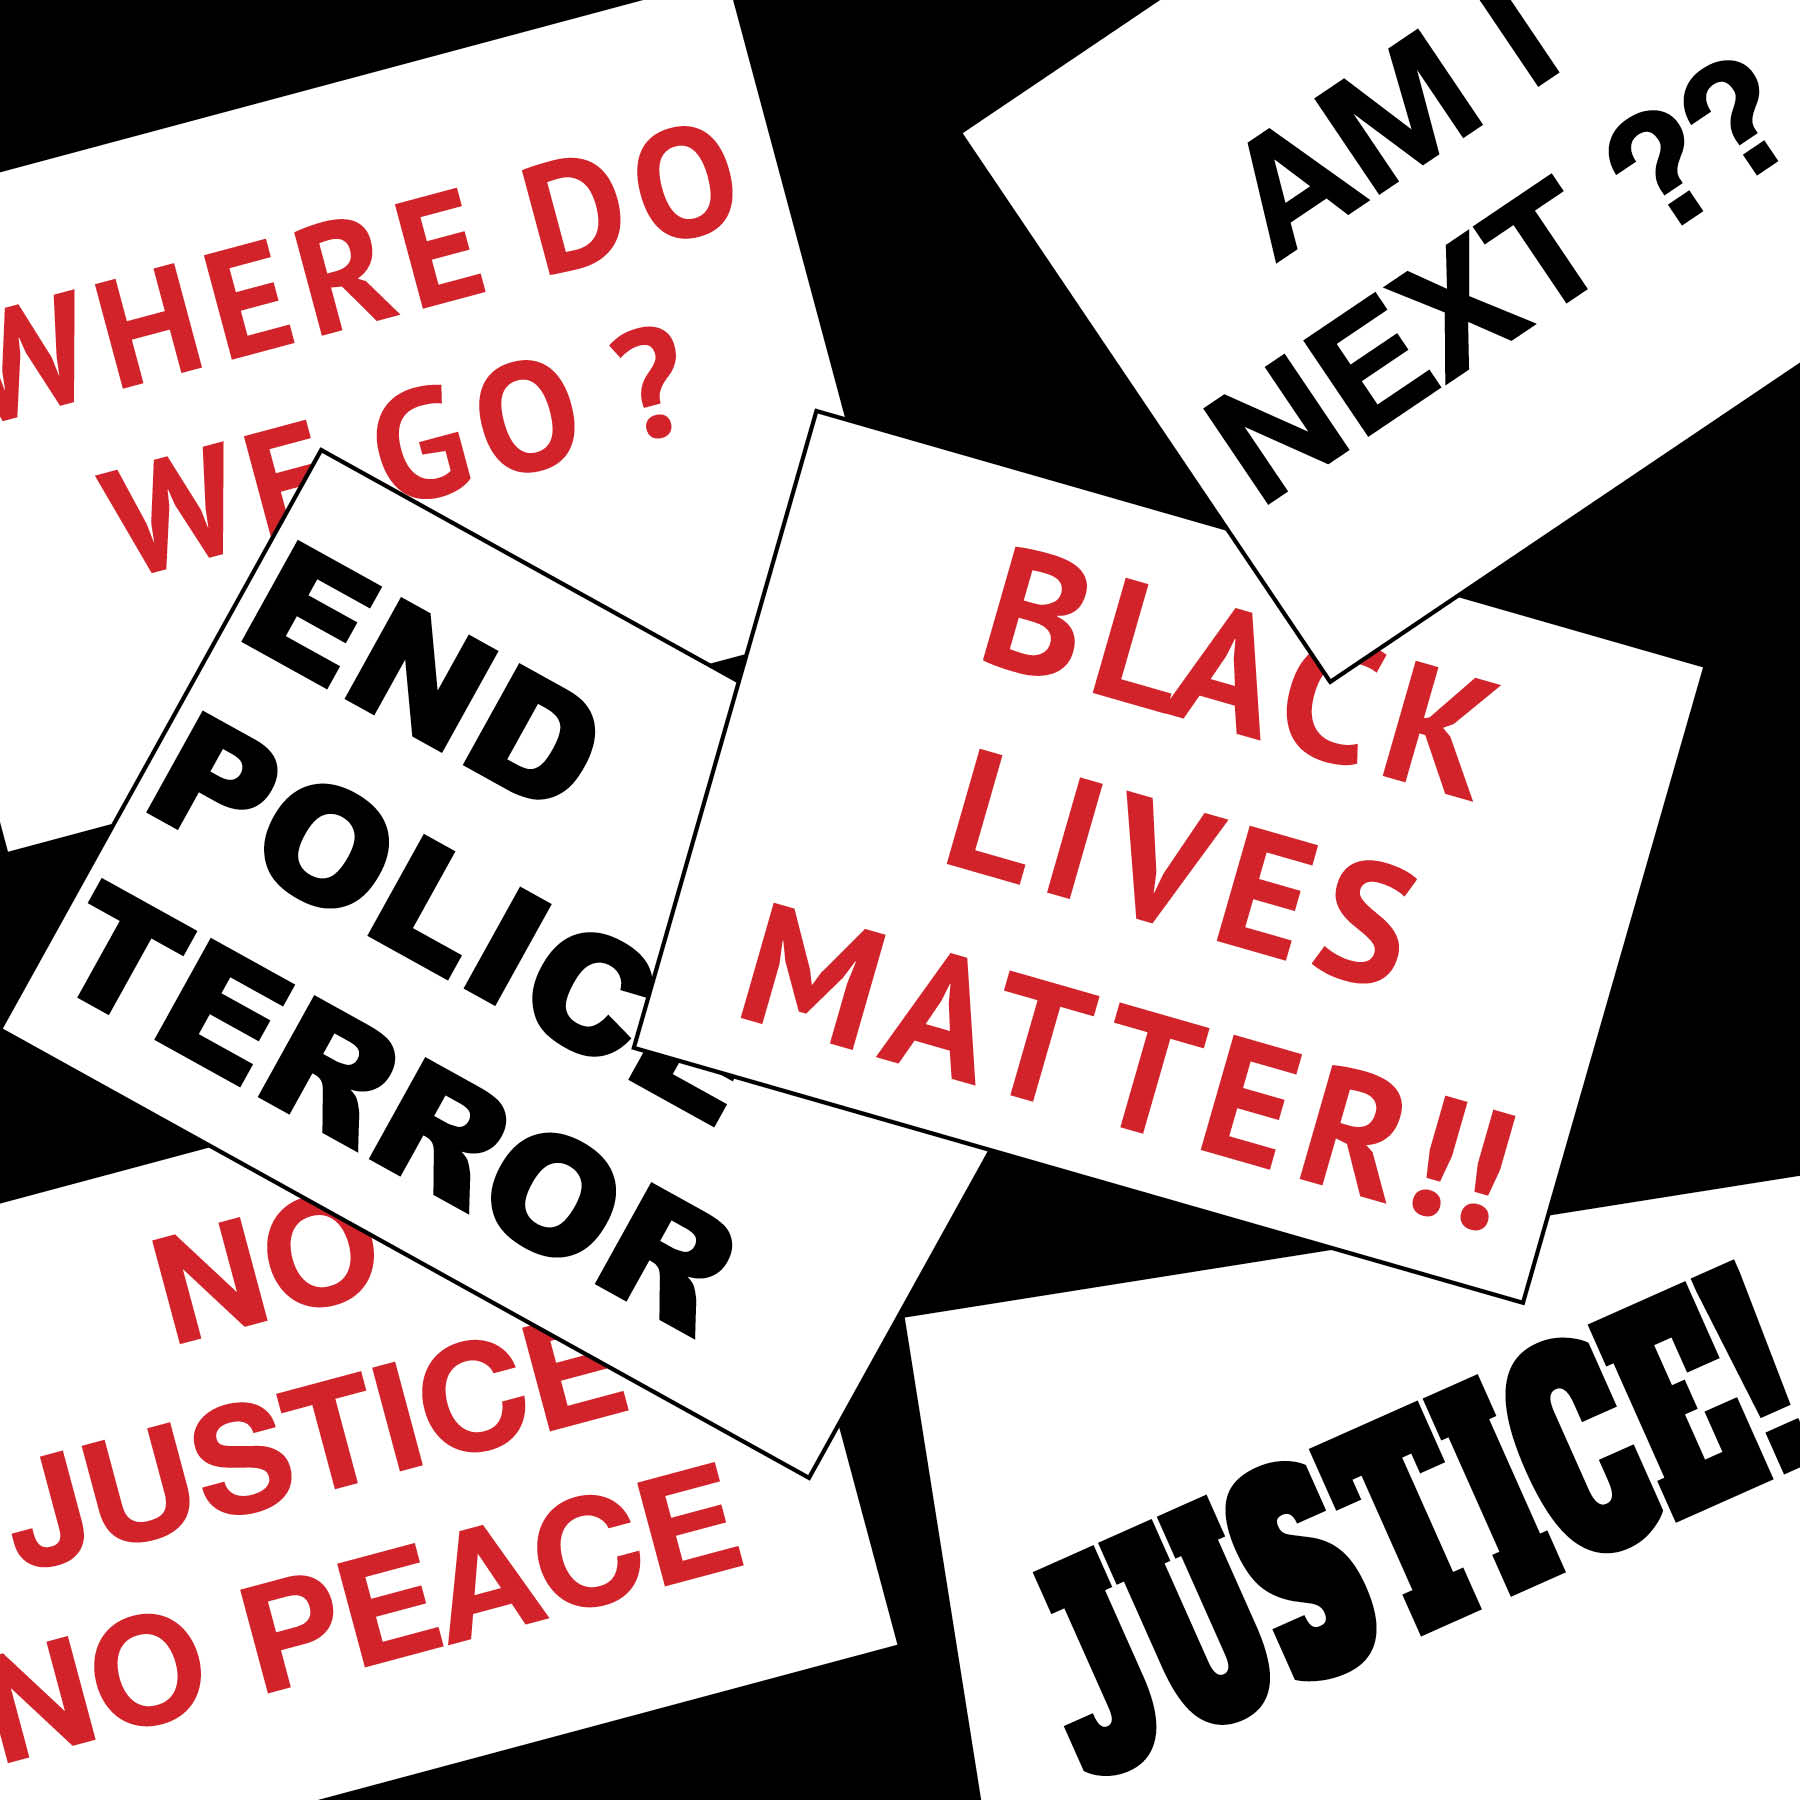 WHERE DO
WE GO ?
AM I
NEXT ??
END
POLICE
TERROR
BLACK
LIVES
MATTER!!
NO
JUSTICE
NO PEACE
JUSTICE!